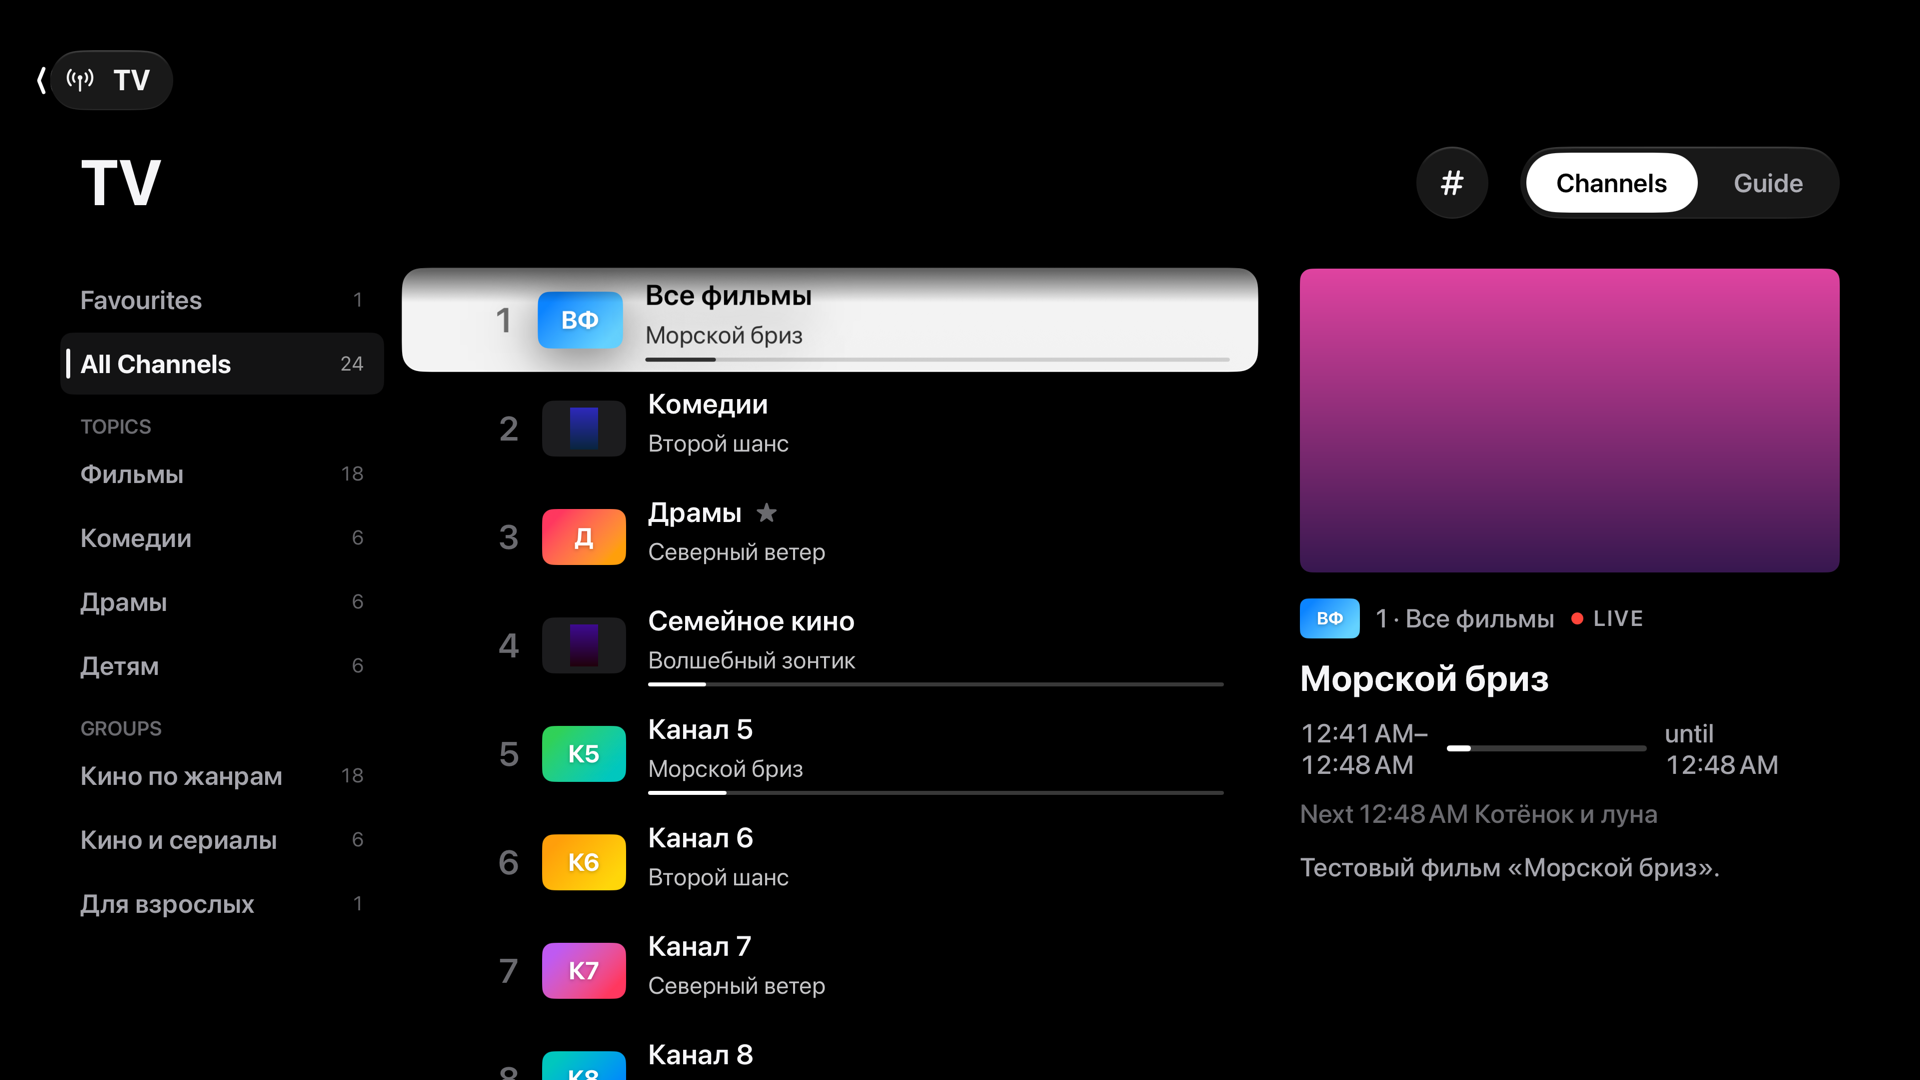 TV
TV
#
Channels
Guide
Favourites 1
All Channels 24
TOPICS
Фильмы 18
Комедии 6
Драмы 6
Детям 6
GROUPS
Кино по жанрам 18
Кино и сериалы 6
Для взрослых 1
1 ВФ Все фильмы
Морской бриз
2 Комедии
Второй шанс
3 Д Драмы ★
Северный ветер
4 Семейное кино
Волшебный зонтик
5 К5 Канал 5
Морской бриз
6 К6 Канал 6
Второй шанс
7 К7 Канал 7
Северный ветер
8 К8 Канал 8
ВФ 1 · Все фильмы LIVE
Морской бриз
12:41 AM–
12:48 AM
until
12:48 AM
Next 12:48 AM Котёнок и луна
Тестовый фильм «Морской бриз».